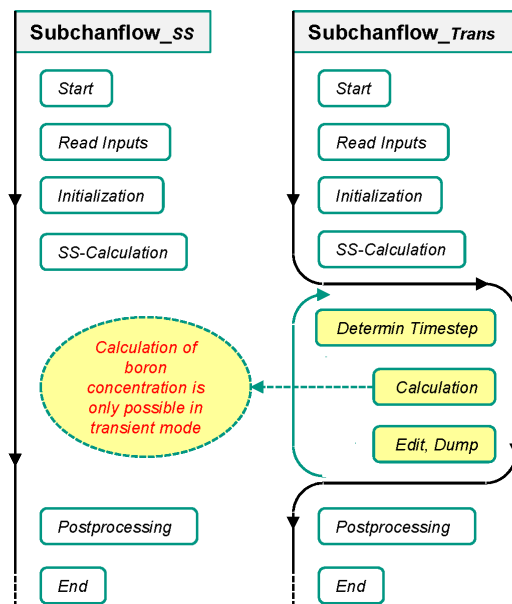 Subchanflow_SS
Start
Read Inputs
Initialization
SS-Calculation
Calculation of
boron
concentration is
only possible in
transient mode
Postprocessing
End
Subchanflow_Trans
Start
Read Inputs
Initialization
SS-Calculation
Determin Timestep
Calculation
Edit, Dump
Postprocessing
End